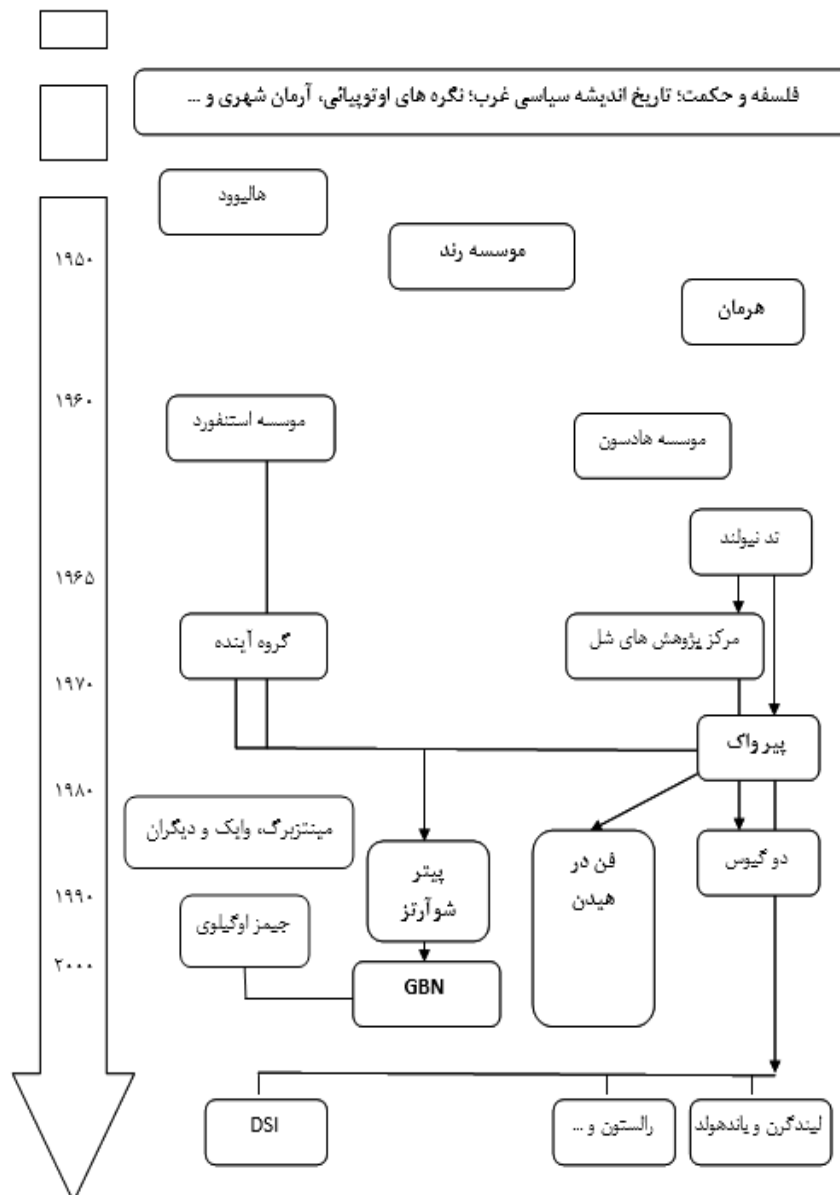 فلسفه و حکمت؛ تاریخ اندیشه سیاسی غرب؛ نگره های اوتوپیائی، آرمان شهری و ...
هالیوود
موسسه رند
۱۹۵۰
هرمان
۱۹۶۰
موسسه استنفورد
موسسه هادسون
تد نیولند
۱۹۶۵
گروه آینده
مرکز پژوهش های شل
۱۹۷۰
پیر واک
۱۹۸۰
مینتزبرگ، وایک و دیگران
پیتر
شوآرتز
فن در
هیدن
دو گیوس
۱۹۹۰
جیمز اوگیلوی
۲۰۰۰
GBN
DSI
رالستون و ...
لیندگرن و یاندهولد